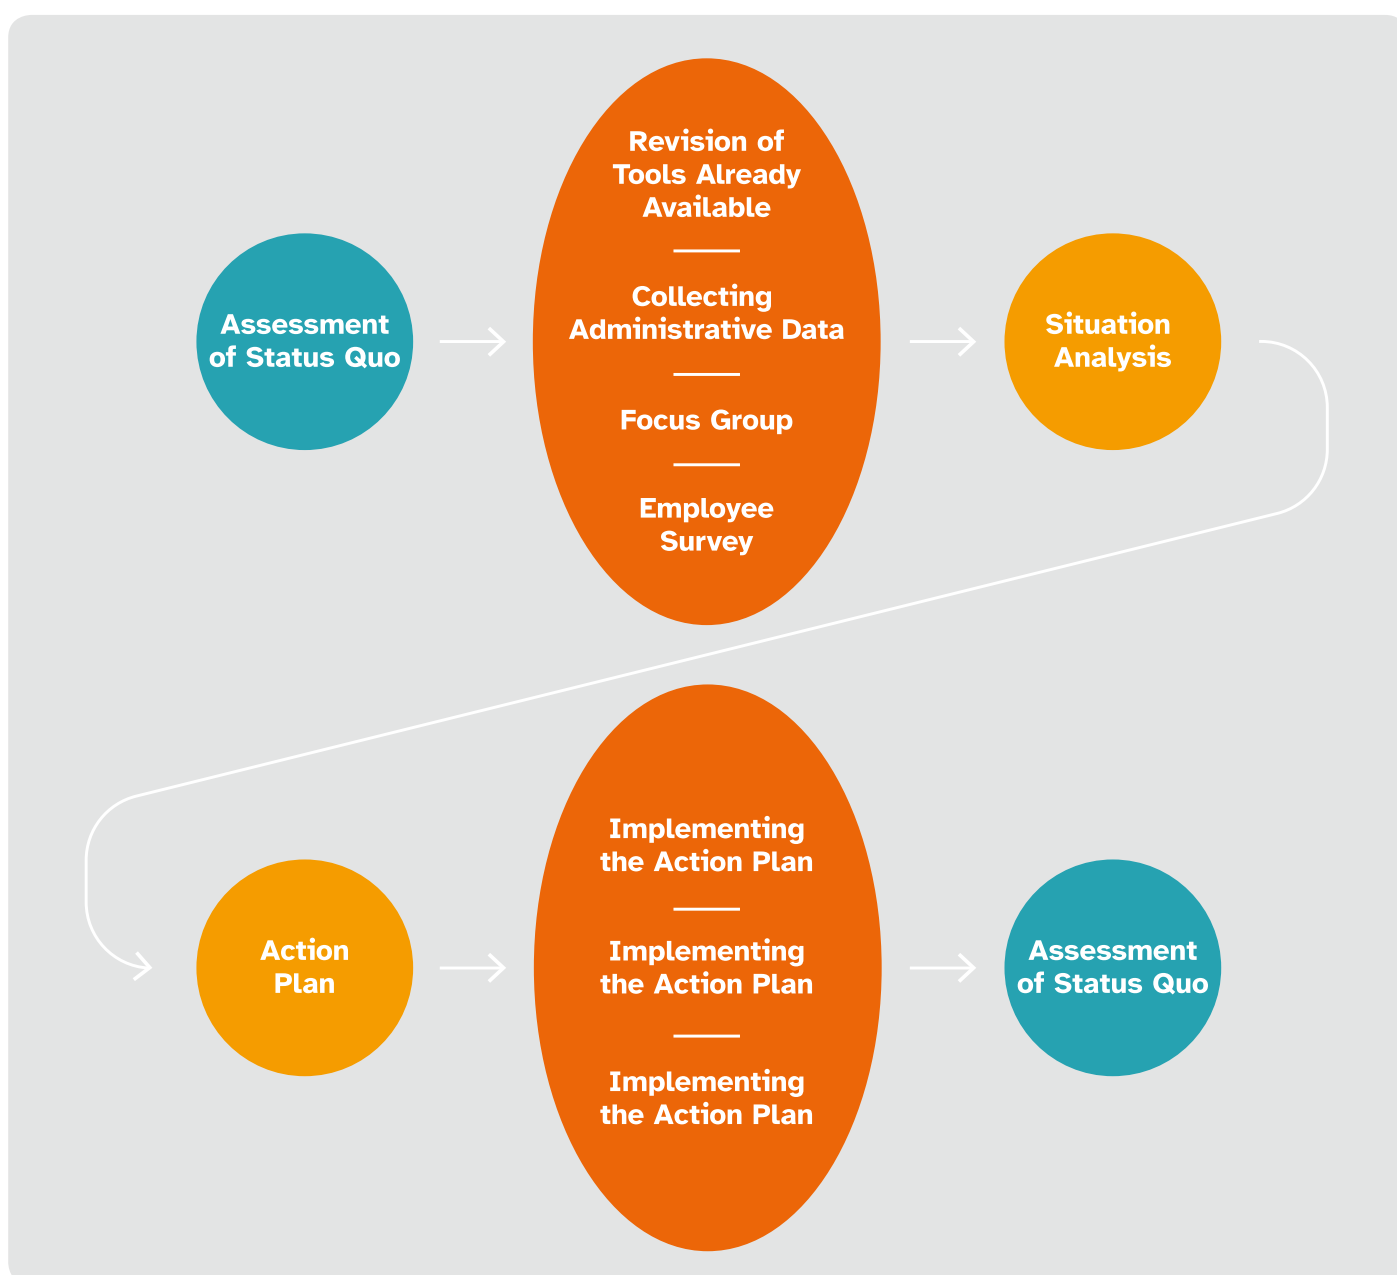 Assessment
of Status Quo
Revision of
Tools Already
Available
Collecting
Administrative Data
Focus Group
Employee
Survey
Situation
Analysis
Action
Plan
Implementing
the Action Plan
Implementing
the Action Plan
Implementing
the Action Plan
Assessment
of Status Quo